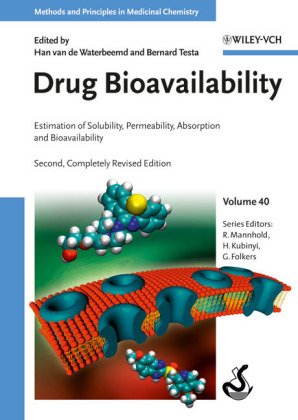 Methods and Principles in Medicinal Chemistry
Edited by
Han van de Waterbeemd and Bernard Testa
WILEY-VCH
Drug Bioavailability
Estimation of Solubility, Permeability, Absorption
and Bioavailability
Second, Completely Revised Edition
Volume 40
Series Editors:
R. Mannhold,
H. Kubinyi,
G. Folkers